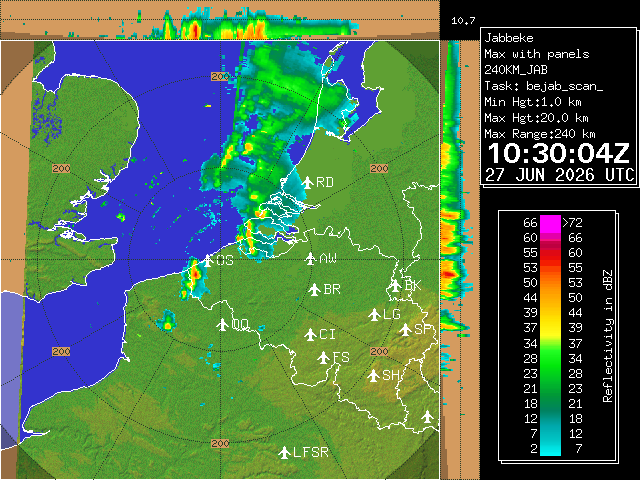 10.7
Jabbeke
Max with panels
240KM_JAB
Task: bejab_scan_
Min Hgt:1.0 km
Max Hgt:20.0 km
Max Range:240 km
10:30:04Z
27 JUN 2026 UTC
200
200
200
RD
OS
AW
BR
BK
LG
SP
QQ
CI
FS
SH
200
200
200
LFSR
66 >72
60 66
55 60
53 55
50 53
44 50
42 44
39 42
37 39
34 37
31 34
28 31
23 28
21 23
18 21
12 18
7 12
2 7
Reflectivity in dBZ